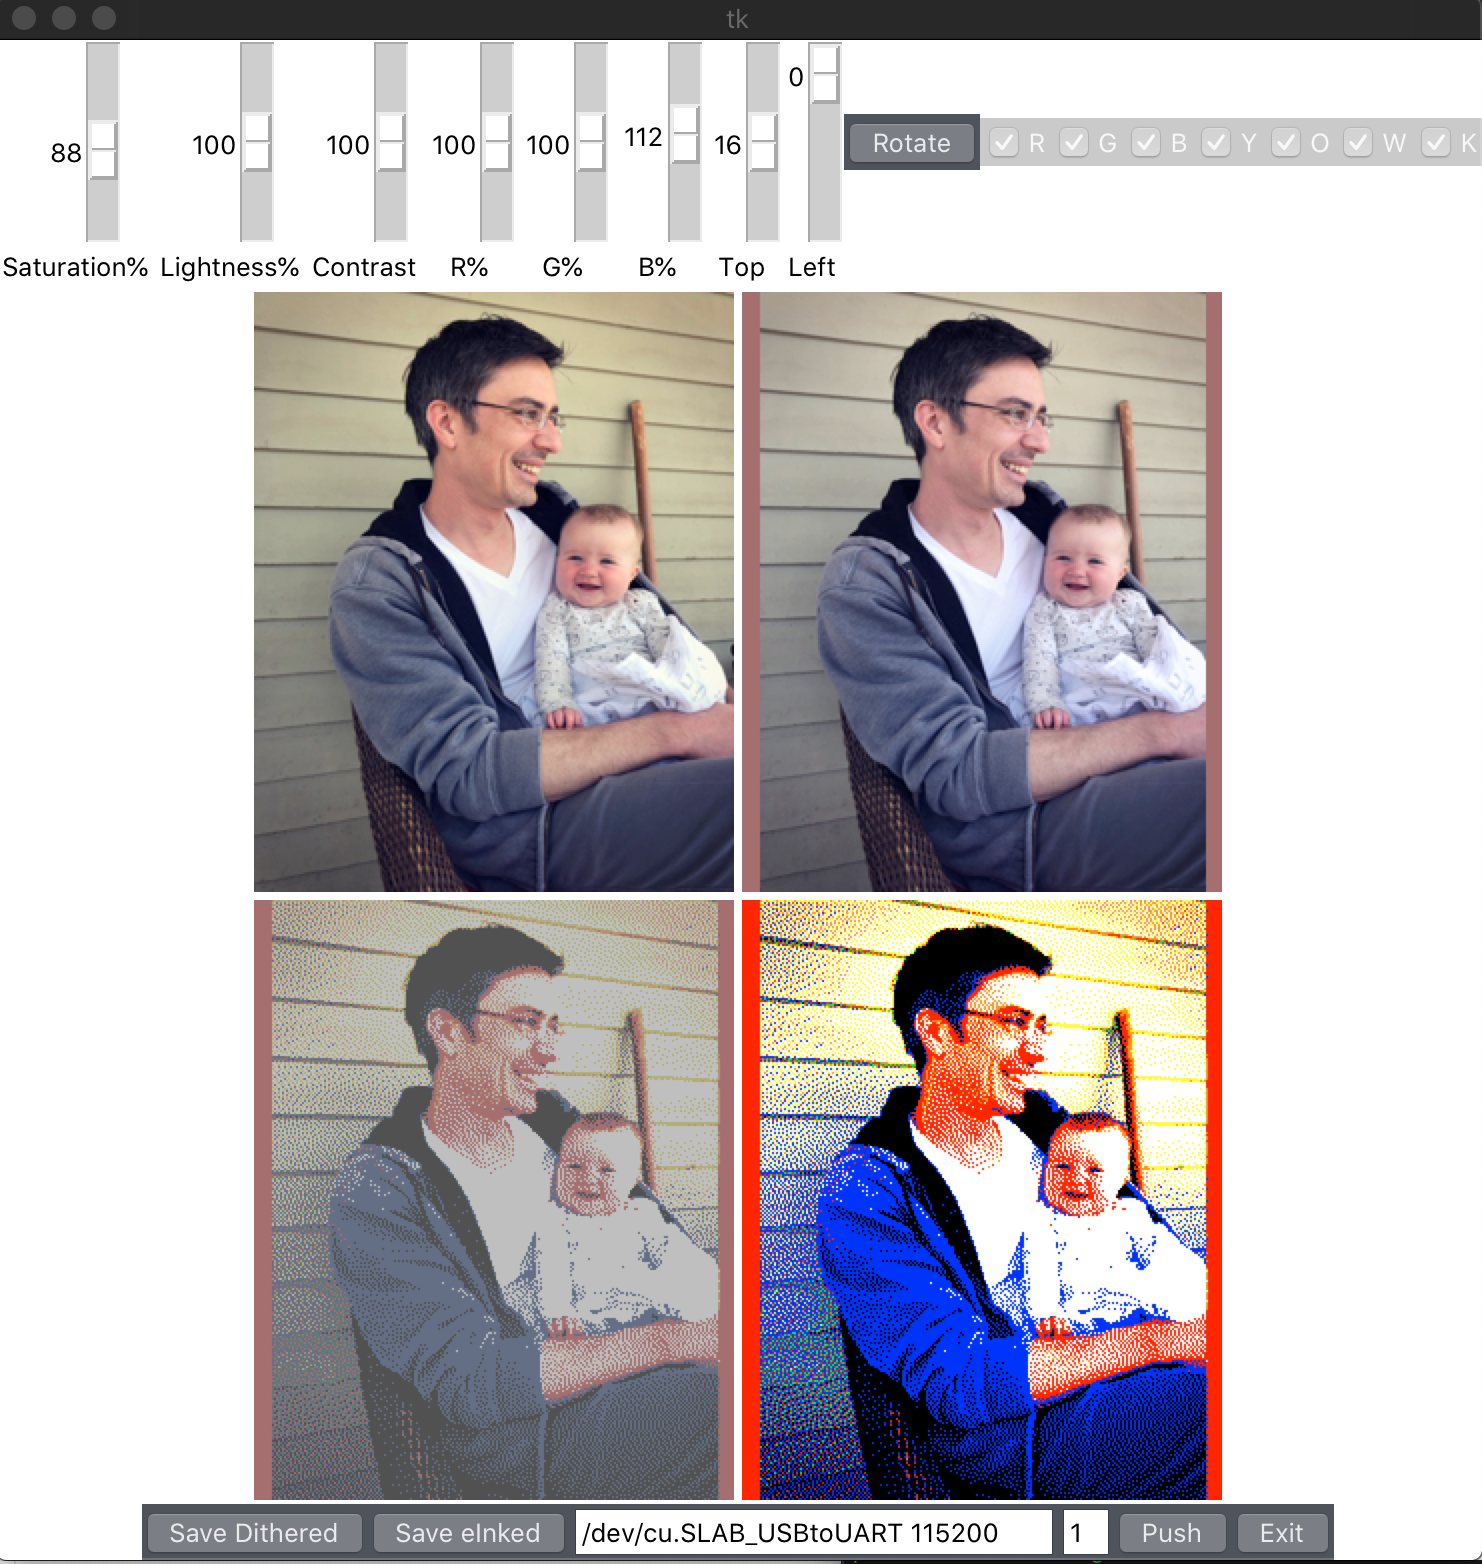 tk
88 100 100 100 100 112 16 0
Rotate R G B Y O W K
Saturation% Lightness% Contrast R% G% B% Top Left
Save Dithered Save eInked /dev/cu.SLAB_USBtoUART 115200 1 Push Exit